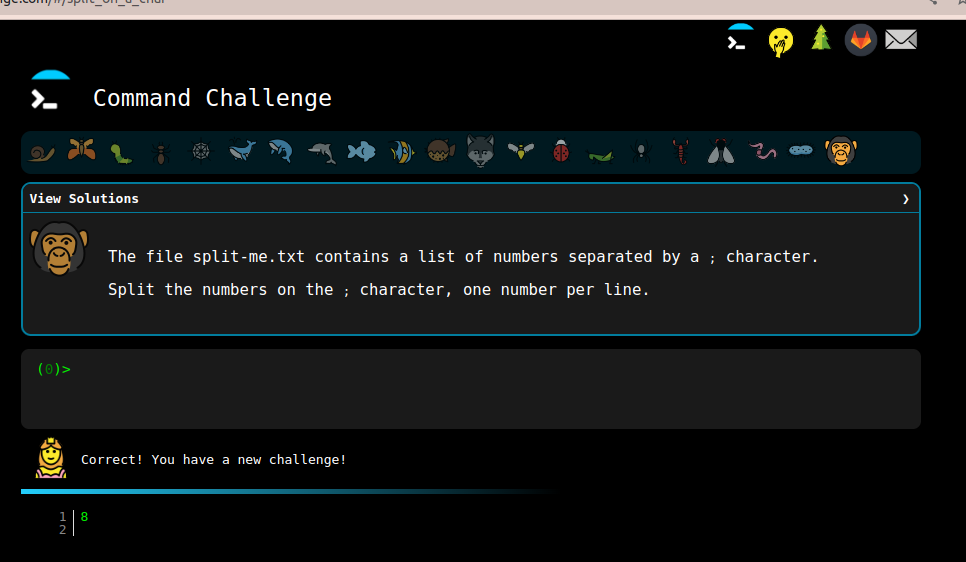 nge.com/#/split_on_a_char
Command Challenge
View Solutions ❯
The file split-me.txt contains a list of numbers separated by a ; character.
Split the numbers on the ; character, one number per line.
(0)>
Correct! You have a new challenge!
1 8
2